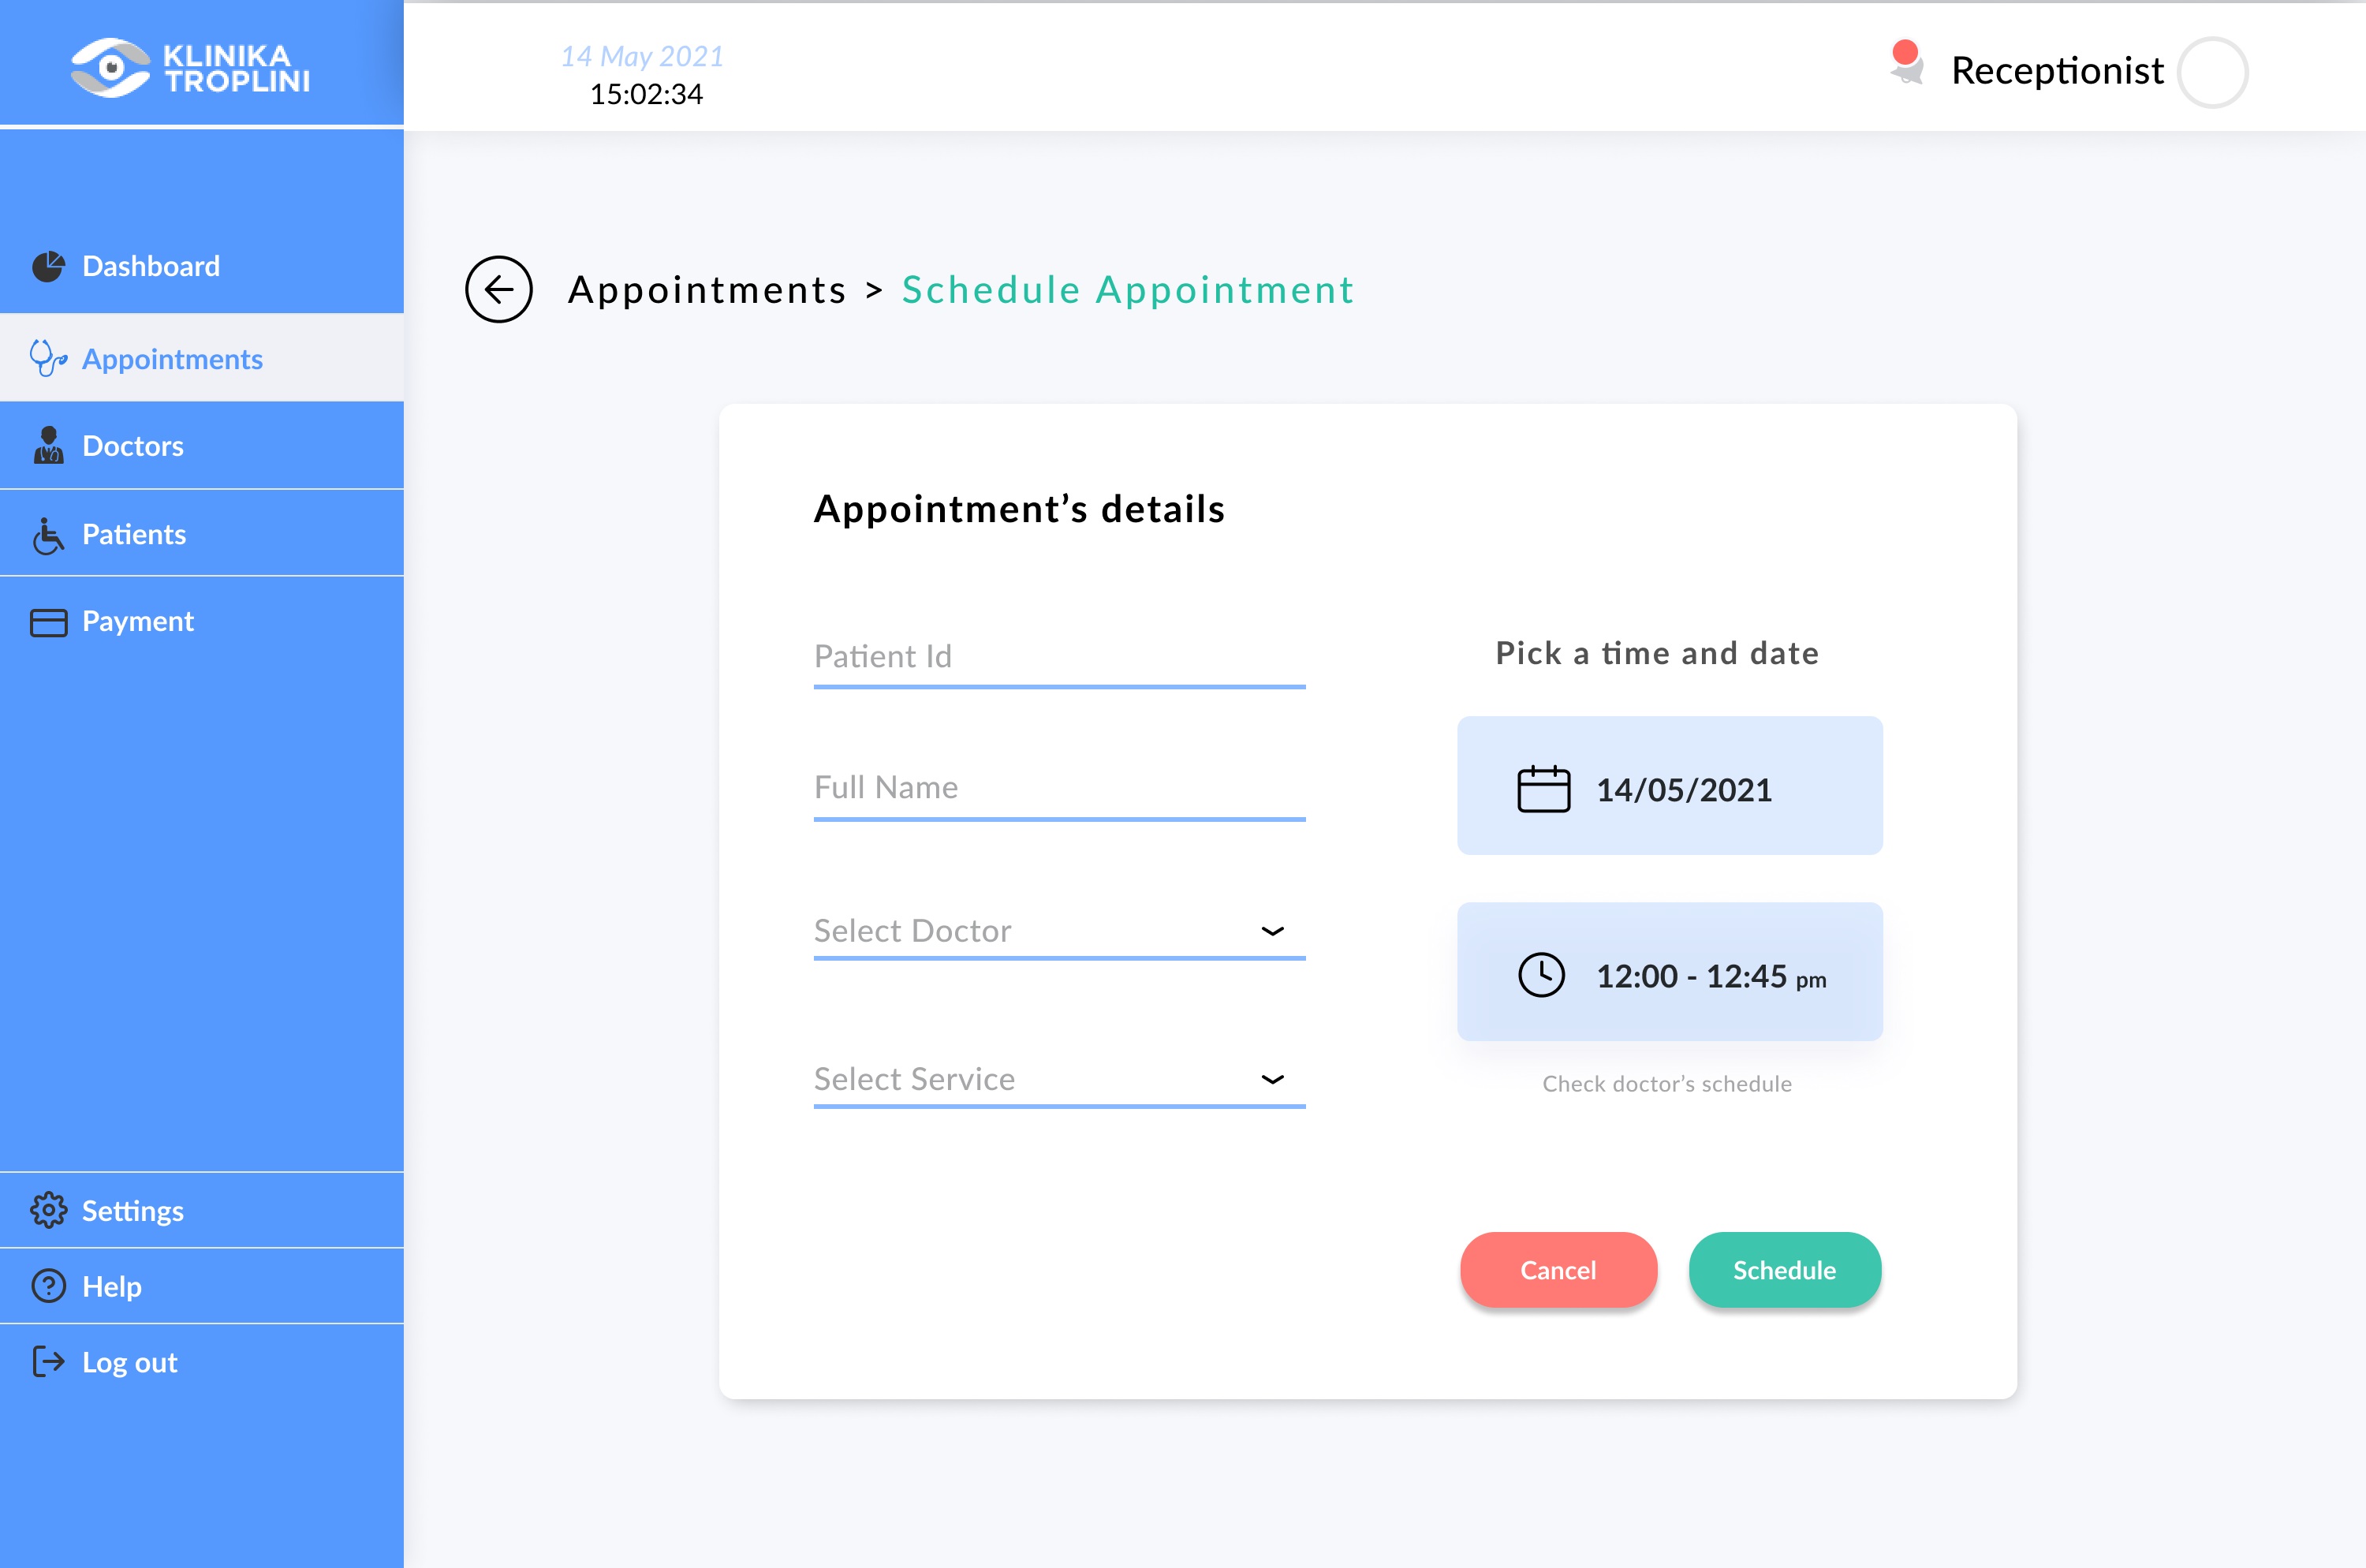 KLINIKA
TROPLINI
14 May 2021
15:02:34
Receptionist
Dashboard
Appointments
Doctors
Patients
Payment
Settings
Help
Log out
Appointments > Schedule Appointment
Appointment’s details
Patient Id
Full Name
Select Doctor
Select Service
Pick a time and date
14/05/2021
12:00 - 12:45 pm
Check doctor’s schedule
Cancel
Schedule